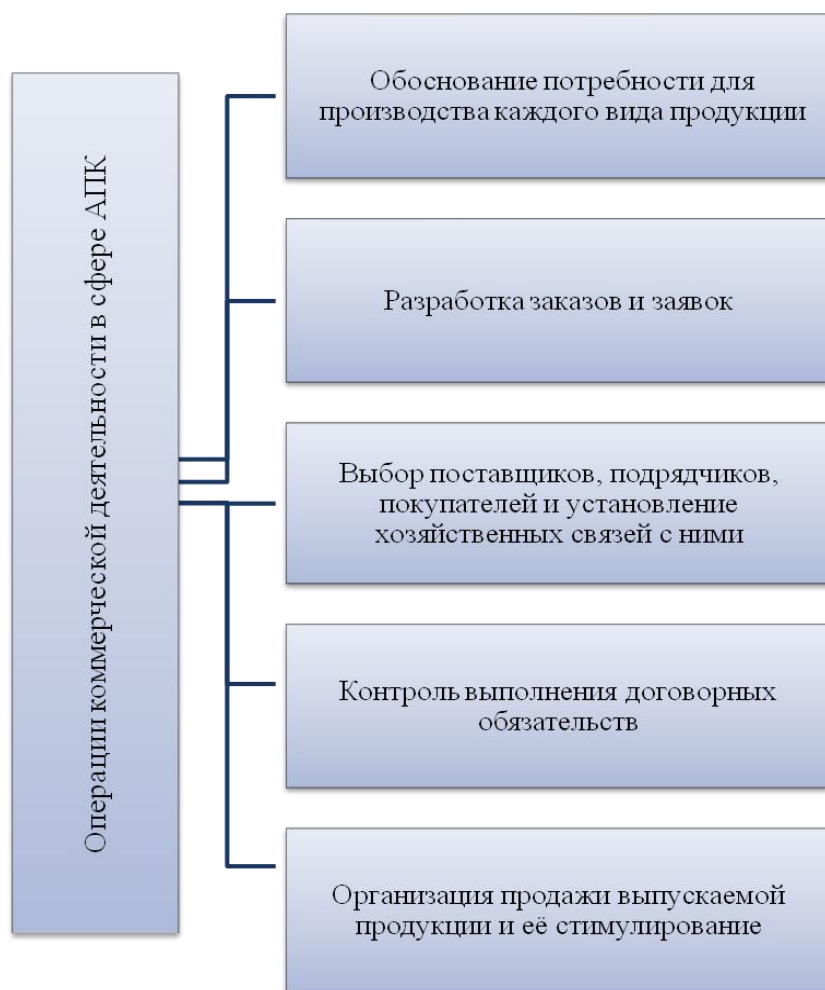 Операции коммерческой деятельности в сфере АПК
Обоснование потребности для
производства каждого вида продукции
Разработка заказов и заявок
Выбор поставщиков, подрядчиков,
покупателей и установление
хозяйственных связей с ними
Контроль выполнения договорных
обязательств
Организация продажи выпускаемой
продукции и её стимулирование